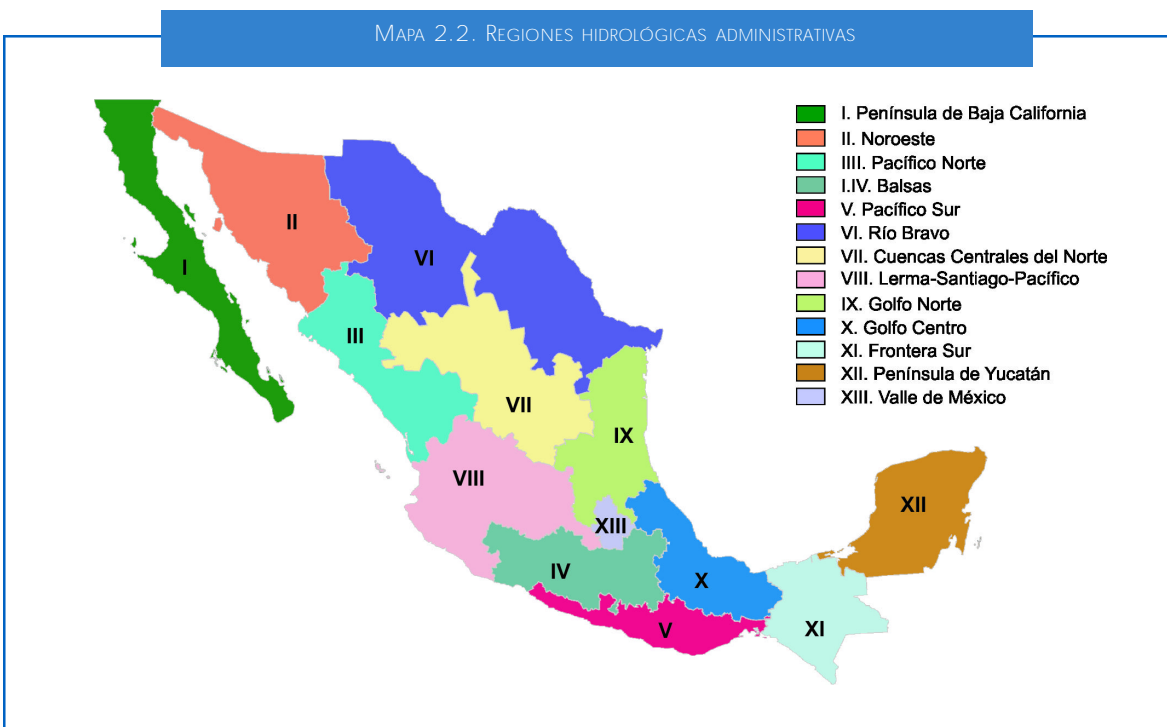 MAPA 2.2. REGIONES HIDROLÓGICAS ADMINISTRATIVAS
I. Península de Baja California
II. Noroeste
IIII. Pacífico Norte
I.IV. Balsas
V. Pacífico Sur
VI. Río Bravo
VII. Cuencas Centrales del Norte
VIII. Lerma-Santiago-Pacífico
IX. Golfo Norte
X. Golfo Centro
XI. Frontera Sur
XII. Península de Yucatán
XIII. Valle de México
II
VI
I
III
VII
IX
VIII
XII
XIII
IV
X
V
XI